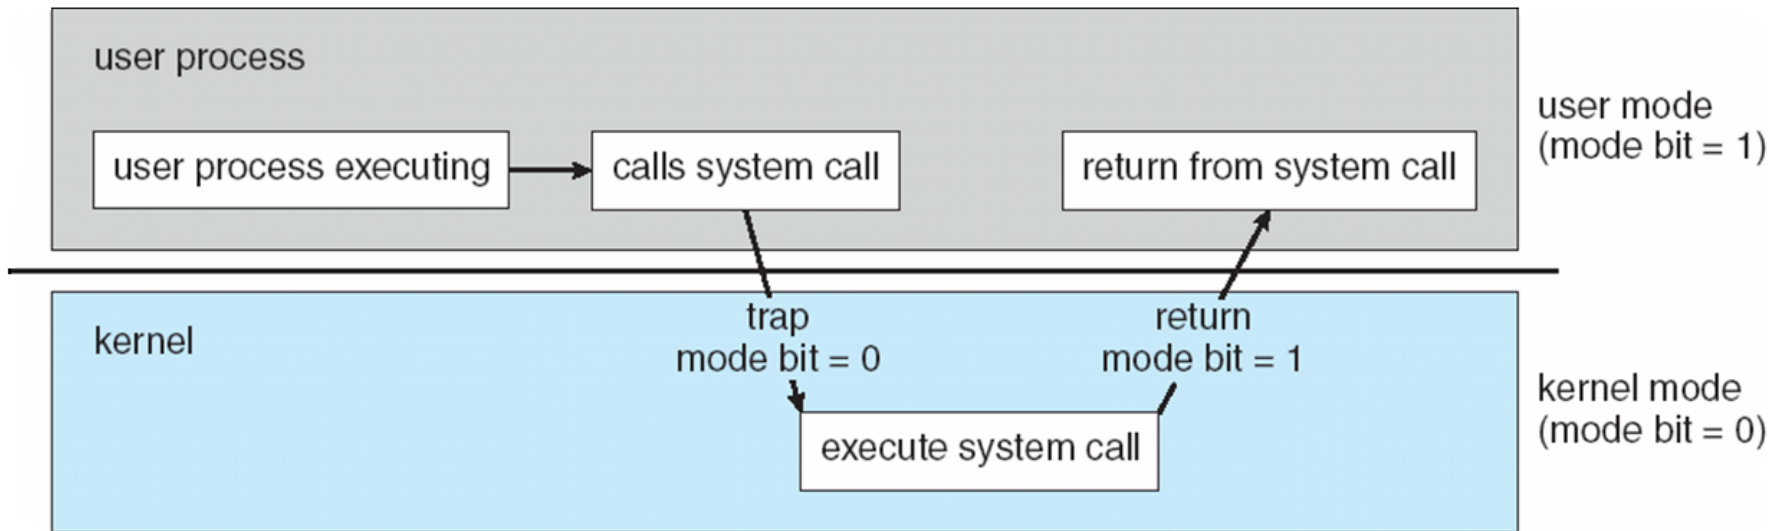 user process
user process executing
calls system call
return from system call
user mode
(mode bit = 1)
kernel
trap
mode bit = 0
return
mode bit = 1
execute system call
kernel mode
(mode bit = 0)